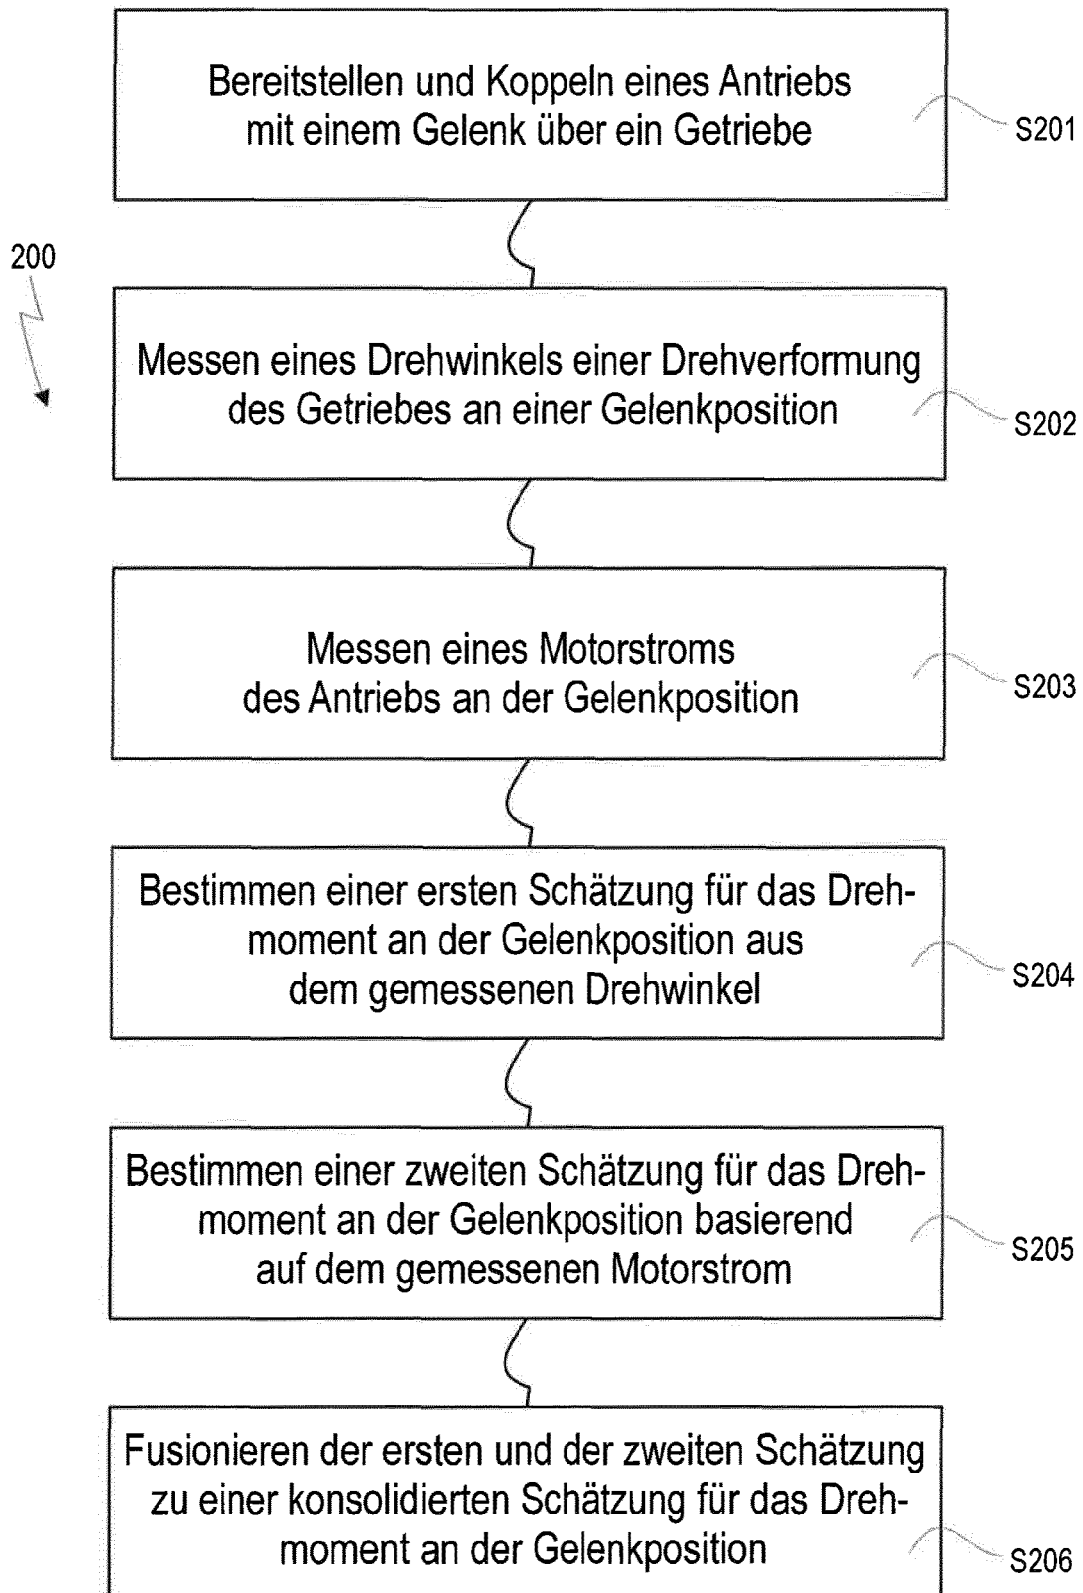 Bereitstellen und Koppeln eines Antriebs
mit einem Gelenk über ein Getriebe
S201
200
Messen eines Drehwinkels einer Drehverformung
des Getriebes an einer Gelenkposition
S202
Messen eines Motorstroms
des Antriebs an der Gelenkposition
S203
Bestimmen einer ersten Schätzung für das Dreh-
moment an der Gelenkposition aus
dem gemessenen Drehwinkel
S204
Bestimmen einer zweiten Schätzung für das Dreh-
moment an der Gelenkposition basierend
auf dem gemessenen Motorstrom
S205
Fusionieren der ersten und der zweiten Schätzung
zu einer konsolidierten Schätzung für das Dreh-
moment an der Gelenkposition
S206